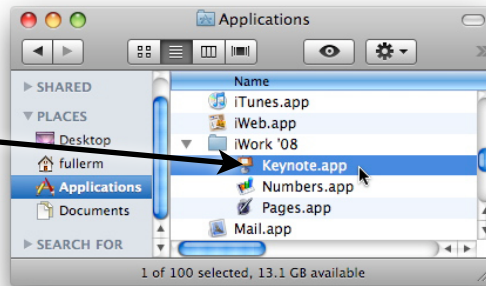 Applications
Name
SHARED
PLACES
Desktop
fullerm
Applications
Documents
SEARCH FOR
iTunes.app
iWeb.app
iWork '08
Keynote.app
Numbers.app
Pages.app
Mail.app
1 of 100 selected, 13.1 GB available